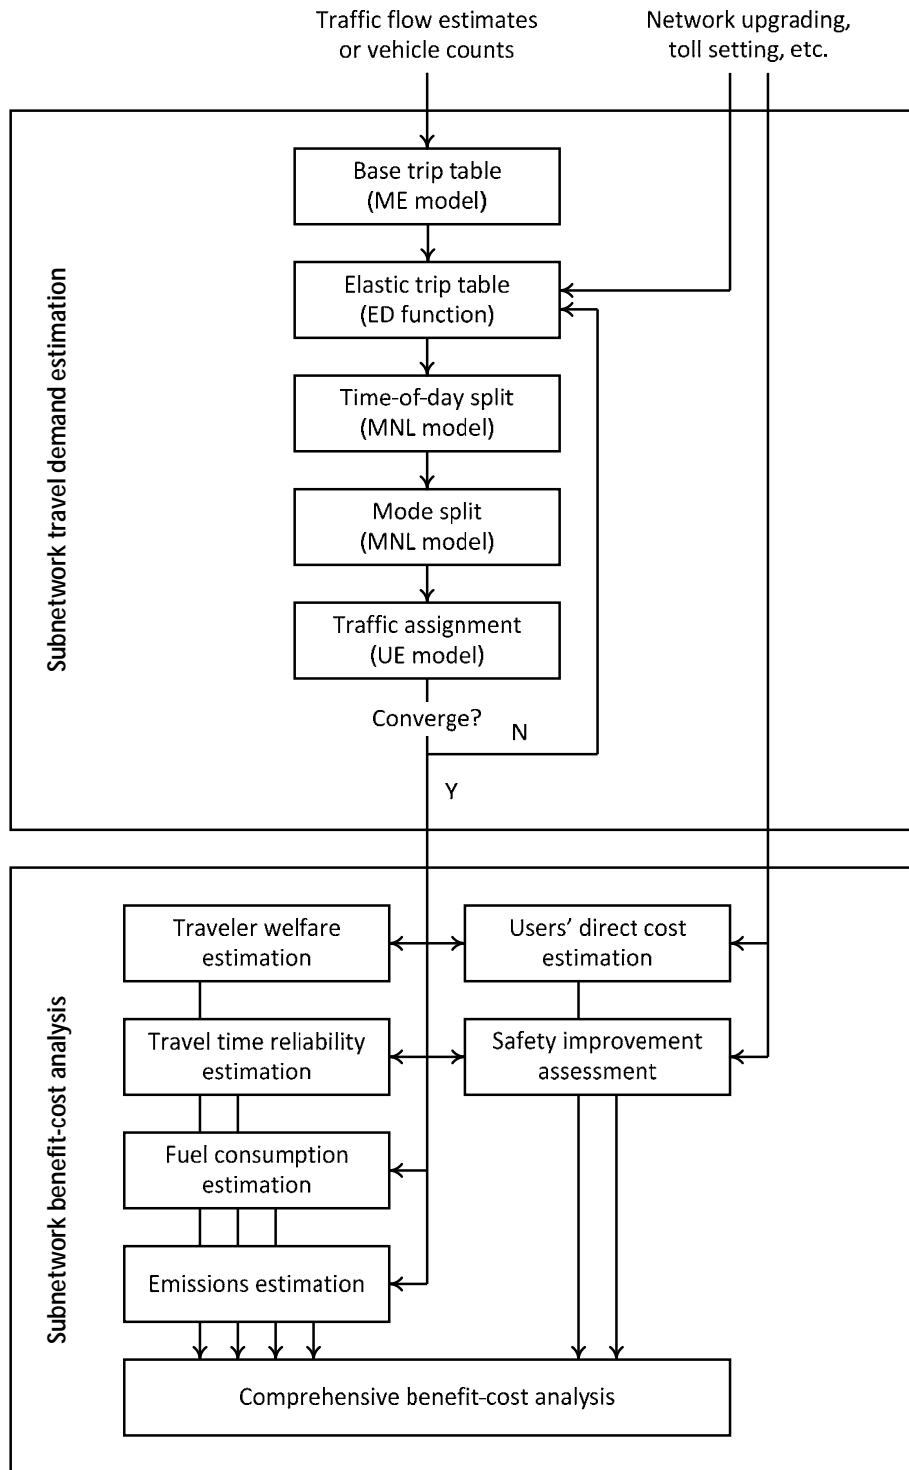 Traffic flow estimates
or vehicle counts
Network upgrading,
toll setting, etc.
Subnetwork travel demand estimation
Base trip table
(ME model)
Elastic trip table
(ED function)
Time-of-day split
(MNL model)
Mode split
(MNL model)
Traffic assignment
(UE model)
Converge?
N
Y
Subnetwork benefit-cost analysis
Traveler welfare
estimation
Users’ direct cost
estimation
Travel time reliability
estimation
Safety improvement
assessment
Fuel consumption
estimation
Emissions estimation
Comprehensive benefit-cost analysis